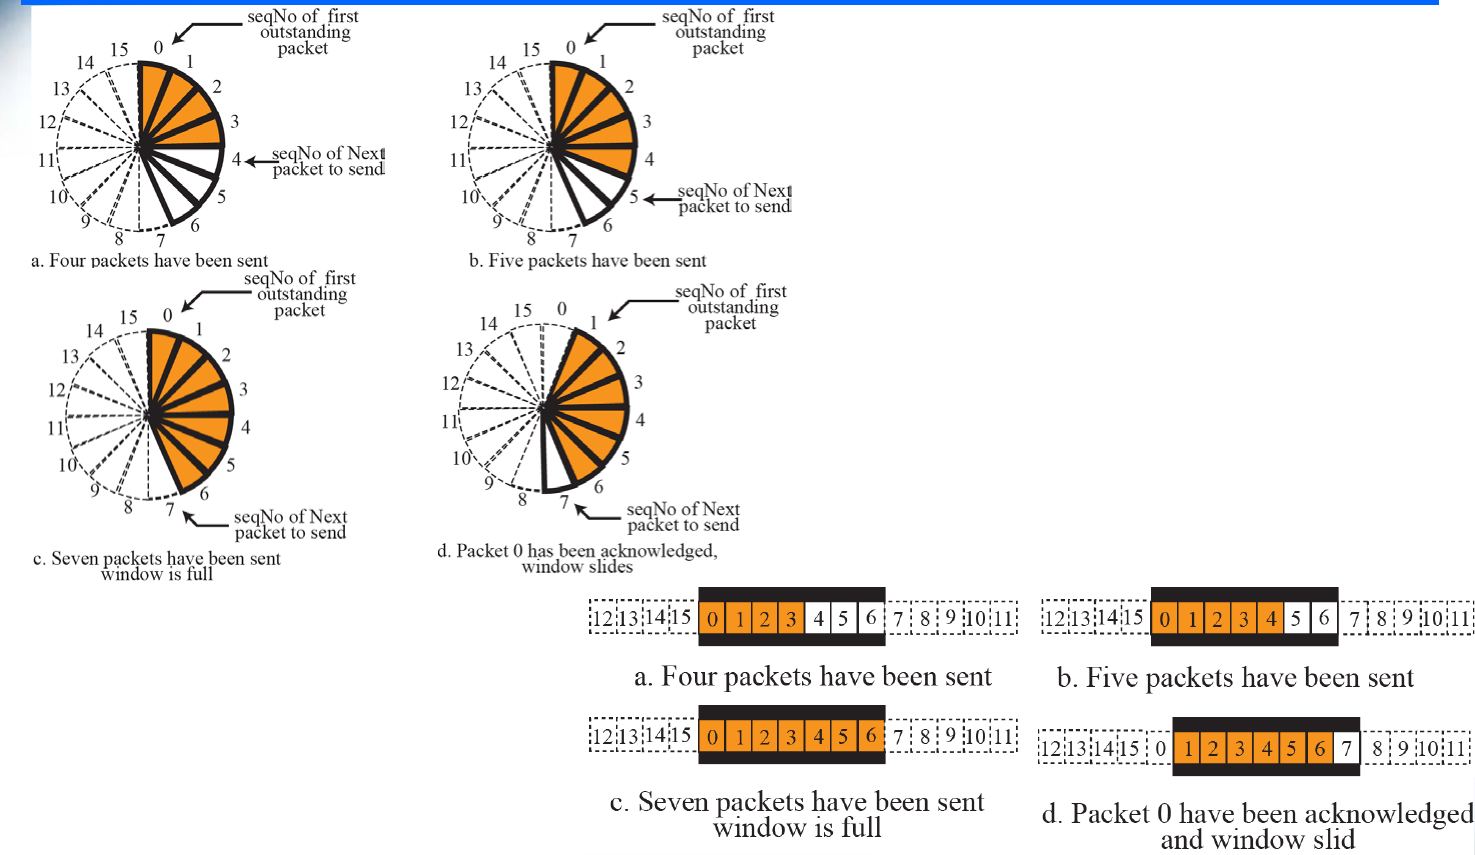 seqNo of first
outstanding
packet
0
1
2
3
4
5
6
7
8
9
10
11
12
13
14
15
seqNo of Next
packet to send
a. Four packets have been sent
seqNo of first
outstanding
packet
0
1
2
3
4
5
6
7
8
9
10
11
12
13
14
15
seqNo of Next
packet to send
b. Five packets have been sent
seqNo of first
outstanding
packet
0
1
2
3
4
5
6
7
8
9
10
11
12
13
14
15
seqNo of Next
packet to send
c. Seven packets have been sent
window is full
seqNo of first
outstanding
packet
0
1
2
3
4
5
6
7
8
9
10
11
12
13
14
15
seqNo of Next
packet to send
d. Packet 0 has been acknowledged,
window slides
12 13 14 15 0 1 2 3 4 5 6 7 8 9 10 11
a. Four packets have been sent
12 13 14 15 0 1 2 3 4 5 6 7 8 9 10 11
b. Five packets have been sent
12 13 14 15 0 1 2 3 4 5 6 7 8 9 10 11
c. Seven packets have been sent
window is full
12 13 14 15 0 1 2 3 4 5 6 7 8 9 10 11
d. Packet 0 have been acknowledged
and window slid